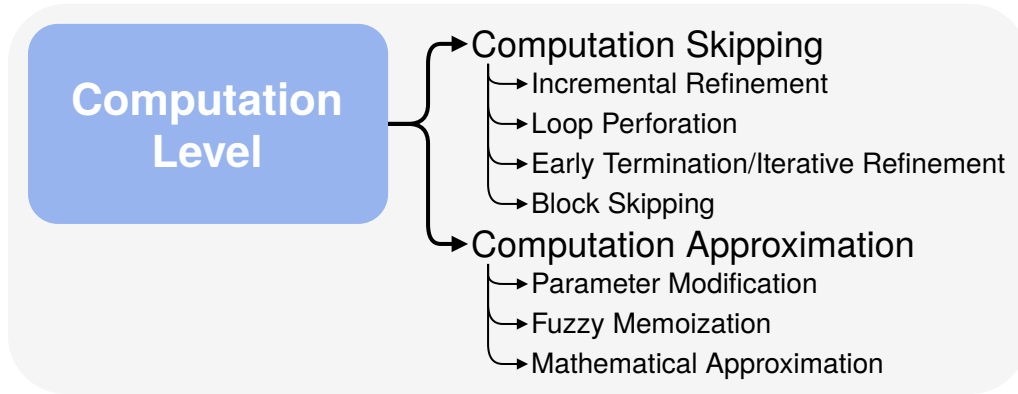 Computation
Level
Computation Skipping
Incremental Refinement
Loop Perforation
Early Termination/Iterative Refinement
Block Skipping
Computation Approximation
Parameter Modification
Fuzzy Memoization
Mathematical Approximation